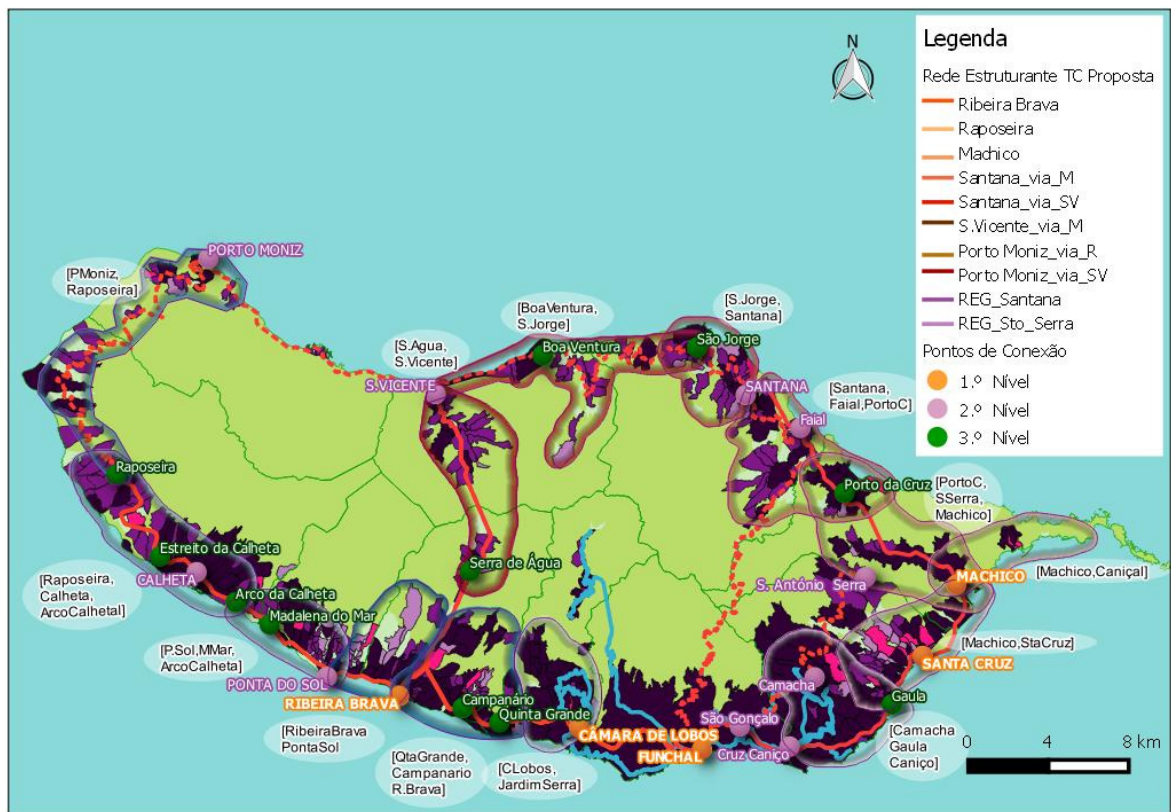 N
Legenda
Rede Estruturante TC Proposta
Ribeira Brava
Raposeira
Machico
Santana_via_M
Santana_via_SV
S.Vicente_via_M
Porto Moniz_via_R
Porto Moniz_via_SV
REG_Santana
REG_Sto_Serra
Pontos de Conexão
1.º Nível
2.º Nível
3.º Nível
PORTO MONIZ
[PMoniz,
Raposeira]
[BoaVentura,
S.Jorge]
[S.Jorge,
Santana]
Boa Ventura
São Jorge
[S.Agua,
S.Vicente]
S.VICENTE
SANTANA
[Santana,
Faial,PortoC]
Faial
Raposeira
Porto da Cruz
[PortoC,
SSerra,
Machico]
Estreito da Calheta
CALHETA
Serra de Água
S. António Serra
MACHICO
[Machico,Caniçal]
[Raposeira,
Calheta,
ArcoCalhetal]
Arco da Calheta
Madalena do Mar
[P.Sol,MMar,
ArcoCalheta]
PONTA DO SOL
[Machico,StaCruz]
SANTA CRUZ
Camacha
RIBEIRA BRAVA
Campanário
Quinta Grande
Gaula
São Gonçalo
CÂMARA DE LOBOS
FUNCHAL
Cruz Caniço
[RibeiraBrava
PontaSol]
[QtaGrande,
Campanario
R.Brava]
[CLobos,
JardimSerra]
[Camacha
Gaula
Caniço]
0 4 8 km